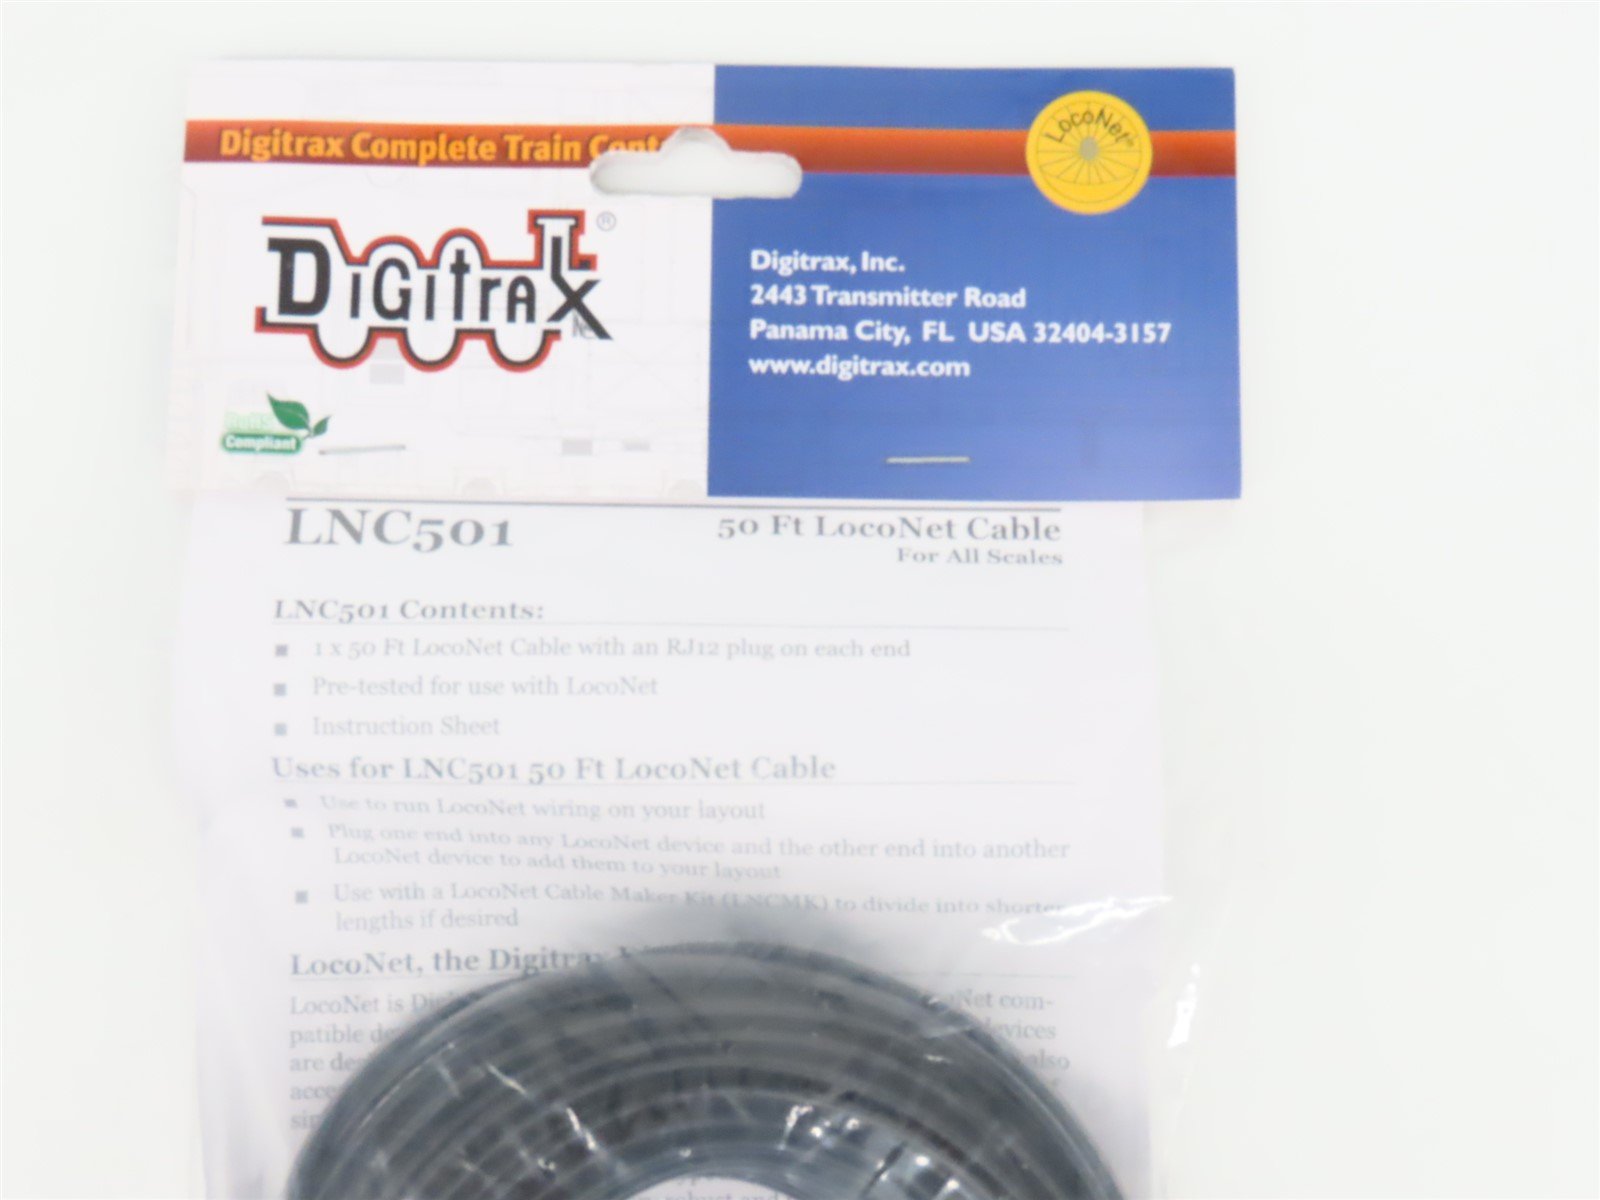 Digitrax Complete Train
LocoNet®
DIGITRAX ®
Digitrax, Inc.
2443 Transmitter Road
Panama City, FL USA 32404-3157
www.digitrax.com
RoHS
Compliant
LNC501
50 Ft LocoNet Cable
For All Scales
LNC501 Contents:
1 x 50 Ft LocoNet Cable with an RJ12 plug on each end
Pre-tested for use with LocoNet
Instruction Sheet
Uses for LNC501 50 Ft LocoNet Cable
Use to run LocoNet wiring on your layout
Plug one end into any LocoNet device and the other end into another
LocoNet device to add them to your layout
Use with a LocoNet Cable Maker Kit (LNCMK) to divide into shorter
lengths if desired
LocoNet, the Digitrax
LocoNet is com-
patible
are also
robust and